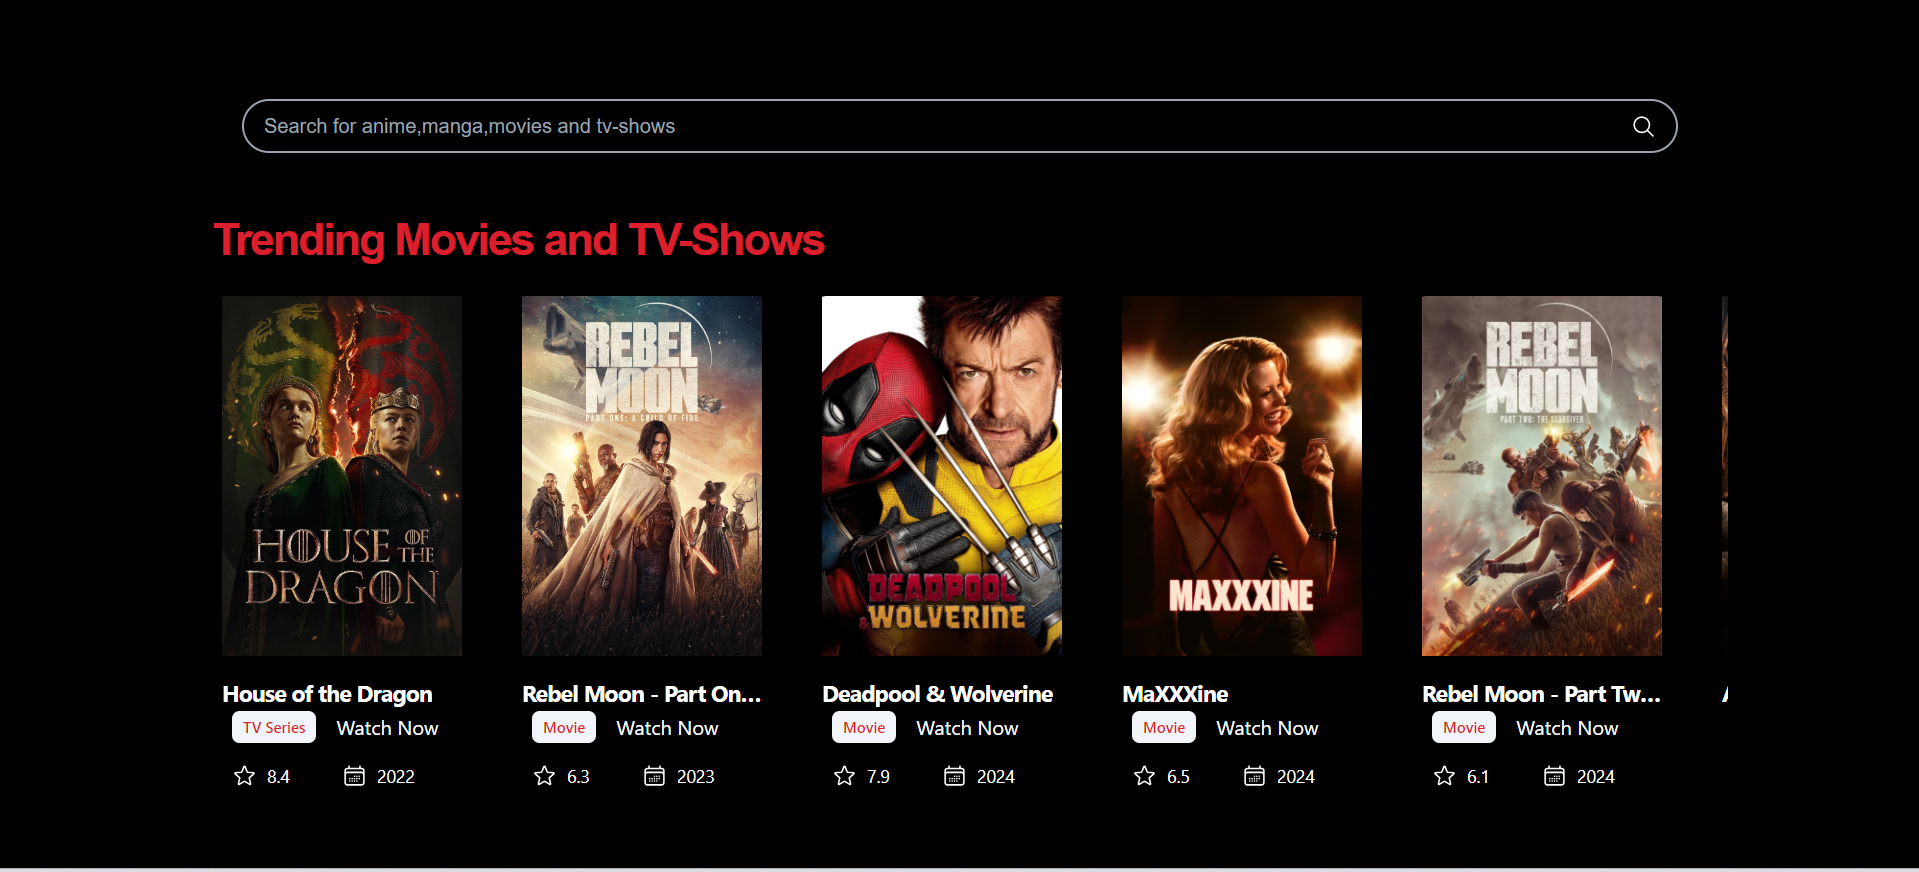 Search for anime,manga,movies and tv-shows
Trending Movies and TV-Shows
HOUSE OF THE
DRAGON
REBEL
MOON
PART ONE: A CHILD OF FIRE
DEADPOOL
& WOLVERINE
MAXXXINE
REBEL
MOON
PART TWO: THE SCARGIVER
House of the Dragon
TV Series Watch Now
8.4 2022
Rebel Moon - Part On...
Movie Watch Now
6.3 2023
Deadpool & Wolverine
Movie Watch Now
7.9 2024
MaXXXine
Movie Watch Now
6.5 2024
Rebel Moon - Part Tw...
Movie Watch Now
6.1 2024